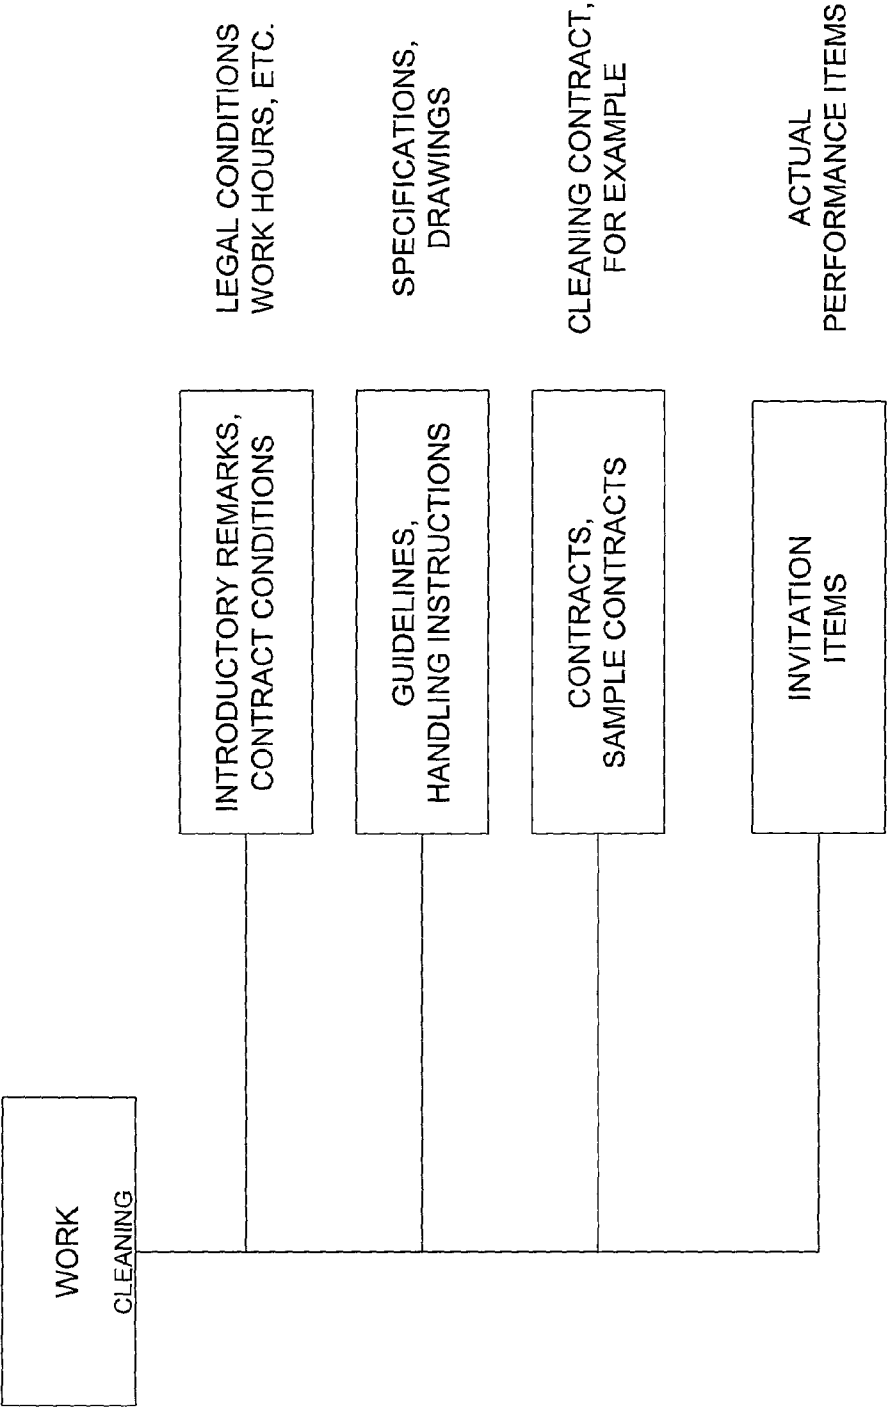 WORK
CLEANING
INTRODUCTORY REMARKS,
CONTRACT CONDITIONS
LEGAL CONDITIONS
WORK HOURS, ETC.
GUIDELINES,
HANDLING INSTRUCTIONS
SPECIFICATIONS,
DRAWINGS
CONTRACTS,
SAMPLE CONTRACTS
CLEANING CONTRACT,
FOR EXAMPLE
INVITATION
ITEMS
ACTUAL
PERFORMANCE ITEMS